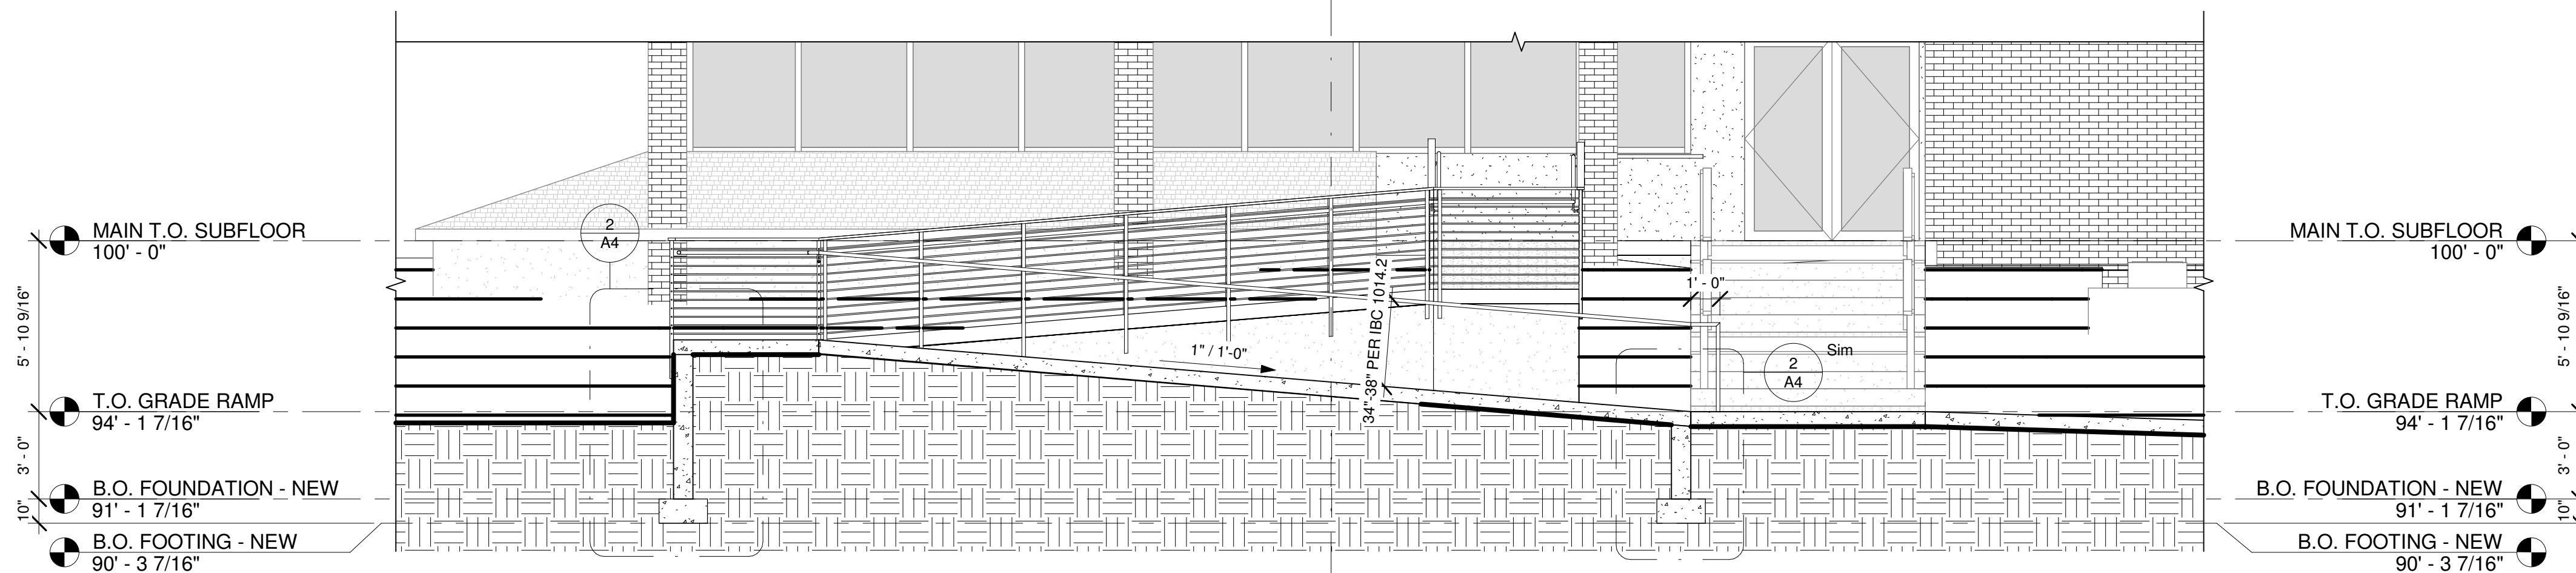 MAIN T.O. SUBFLOOR
100' - 0"
5' - 10 9/16"
T.O. GRADE RAMP
94' - 1 7/16"
3' - 0"
B.O. FOUNDATION - NEW
91' - 1 7/16"
10"
B.O. FOOTING - NEW
90' - 3 7/16"
2
A4
1" / 1'-0"
34"-38" PER IBC 1014.2
1' - 0"
Sim
2
A4
MAIN T.O. SUBFLOOR
100' - 0"
5' - 10 9/16"
T.O. GRADE RAMP
94' - 1 7/16"
3' - 0"
B.O. FOUNDATION - NEW
91' - 1 7/16"
10"
B.O. FOOTING - NEW
90' - 3 7/16"